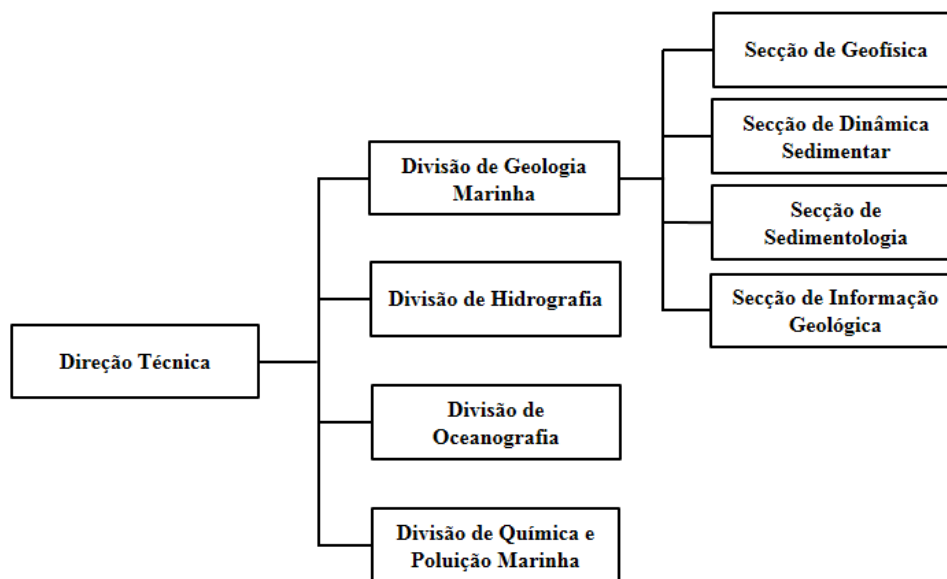 Secção de Geofísica
Secção de Dinâmica
Sedimentar
Divisão de Geologia
Marinha
Secção de
Sedimentologia
Divisão de Hidrografia
Secção de Informação
Geológica
Direção Técnica
Divisão de
Oceanografia
Divisão de Química e
Poluição Marinha